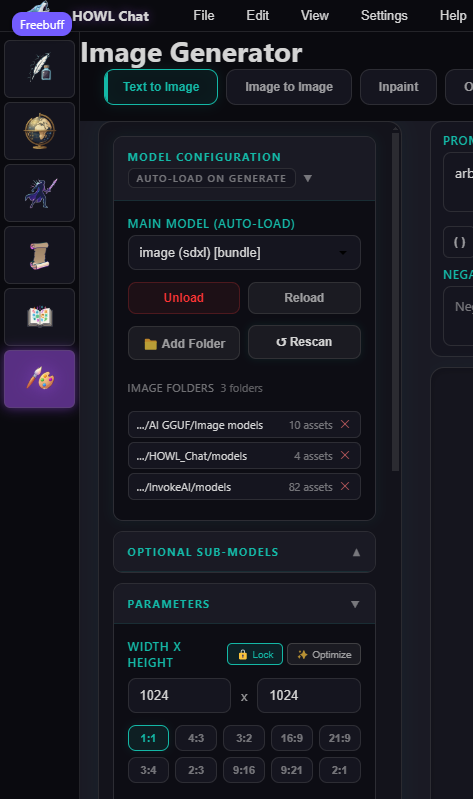 HOWL Chat File Edit View Settings Help
Freebuff
Image Generator
Text to Image Image to Image Inpaint O
MODEL CONFIGURATION
AUTO-LOAD ON GENERATE ▼
MAIN MODEL (AUTO-LOAD)
image (sdxl) [bundle]
Unload Reload
Add Folder ↺ Rescan
IMAGE FOLDERS 3 folders
.../AI GGUF/Image models 10 assets ✕
.../HOWL_Chat/models 4 assets ✕
.../InvokeAI/models 82 assets ✕
OPTIONAL SUB-MODELS ▲
PARAMETERS ▼
WIDTH X
HEIGHT
🔒 Lock ✨ Optimize
1024 x 1024
1:1 4:3 3:2 16:9 21:9
3:4 2:3 9:16 9:21 2:1
PROM
arb
( )
NEGA
Neg